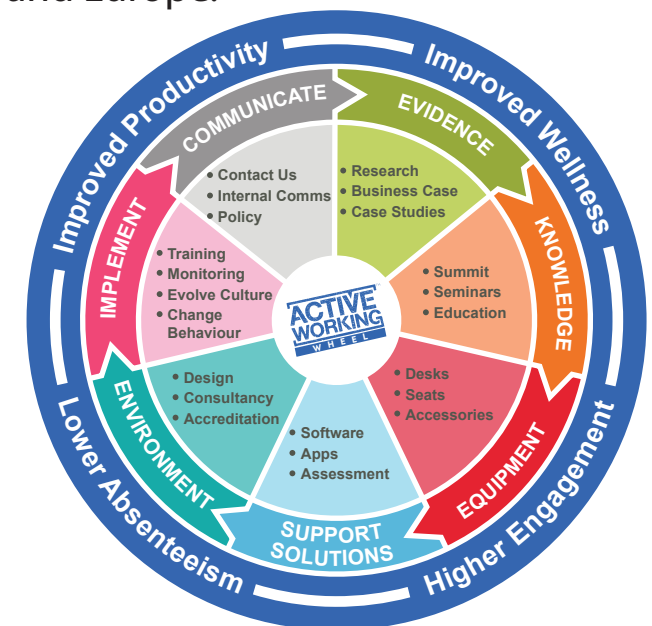 and Europe.
Improved Productivity
Improved Wellness
COMMUNICATE
EVIDENCE
• Contact Us
• Internal Comms
• Policy
• Research
• Business Case
• Case Studies
IMPLEMENT
KNOWLEDGE
• Training
• Monitoring
• Evolve Culture
• Change
Behaviour
• Summit
• Seminars
• Education
ACTIVE
WORKING
WHEEL
• Design
• Consultancy
• Accreditation
• Desks
• Seats
• Accessories
• Software
• Apps
• Assessment
ENVIRONMENT
EQUIPMENT
SUPPORT
SOLUTIONS
Lower Absenteeism
Higher Engagement